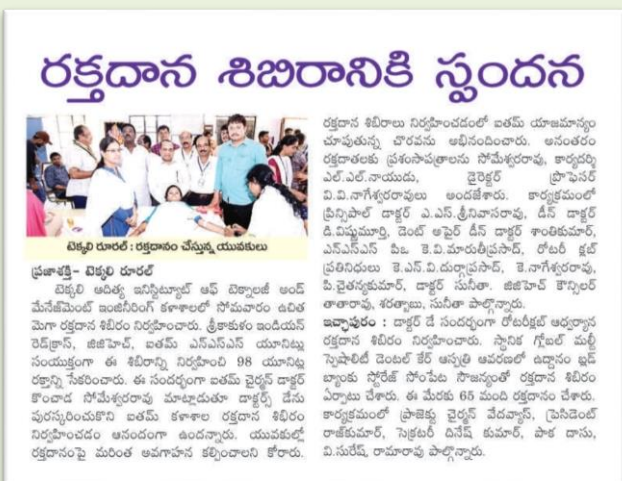 రక్తదాన శిబిరానికి స్పందన
టెక్కలి రూరల్ : రక్తదానం చేస్తున్న యువకులు
ప్రజాశక్తి- టెక్కలి రూరల్
టెక్కలి ఆదిత్య ఇనిస్టిట్యూట్ ఆఫ్ టెక్నాలజీ అండ్
మేనేజ్‌మెంట్ ఇంజినీరింగ్ కళాశాలలో సోమవారం ఉచిత
మెగా రక్తదాన శిబిరం నిర్వహించారు. శ్రీకాకుళం ఇండియన్
రెడ్‌క్రాస్, జిజిహెచ్, ఐతమ్ ఎన్ఎస్ఎస్ యూనిట్లు
సంయుక్తంగా ఈ శిబిరాన్ని నిర్వహించి 98 యూనిట్ల
రక్తాన్ని సేకరించారు. ఈ సందర్భంగా ఐతమ్ చైర్మన్ డాక్టర్
కొంచాడ సోమేశ్వరరావు మాట్లాడుతూ డాక్టర్స్ డేను
పురస్కరించుకొని ఐతమ్ కళాశాల రక్తదాన శిభిరం
నిర్వహించడం ఆనందంగా ఉందన్నారు. యువకుల్లో
రక్తదానంపై మరింత అవగాహన కల్పించాలని కోరారు.
రక్తదాన శిబిరాలు నిర్వహించడంలో ఐతమ్ యాజమాన్యం
చూపుతున్న చొరవను అభినందించారు. అనంతరం
రక్తదాతలకు ప్రశంసాపత్రాలను సోమేశ్వరరావు, కార్యదర్శి
ఎల్.ఎల్.నాయుడు, డైరెక్టర్ ప్రొఫెసర్
వి.వి.నాగేశ్వరరావులు అందజేశారు. కార్యక్రమంలో
ప్రిన్సిపాల్ డాక్టర్ ఎ.ఎస్.శ్రీనివాసరావు, డీన్ డాక్టర్
డి.విష్ణుమూర్తి, డెంట్ అఫైర్ డీన్ డాక్టర్ శాంతికుమార్,
ఎన్ఎస్ఎస్ పిఒ కె.వి.మారుతీప్రసాద్, రోటరీ క్లబ్
ప్రతినిధులు కె.ఎన్.వి.దుర్గాప్రసాద్, కె.నాగేశ్వరరావు,
పి.చైతన్యకుమార్, డాక్టర్ సునీతా. జిజిహెచ్ కౌన్సిలర్
తాతారావు, శరత్బాబు, సునీతా పాల్గొన్నారు.
ఇచ్ఛాపురం : డాక్టర్ డే సందర్భంగా రోటరీక్లబ్ ఆధ్వర్యాన
రక్తదాన శిబిరం నిర్వహించారు. స్థానిక గ్లోబల్ మల్టీ
స్పెషాలిటీ డెంటల్ కేర్ ఆస్పత్రి ఆవరణలో ఉద్దానం బ్లడ్
బ్యాంకు స్టోరేజ్ సోంపేట సౌజన్యంతో రక్తదాన శిబిరం
ఏర్పాటు చేశారు. ఈ మేరకు 65 మంది రక్తదానం చేశారు.
కార్యక్రమంలో ప్రాజెక్టు చైర్మన్ వేదవ్యాస్, ప్రెసిడెంట్
రాజ్‌కుమార్, సెక్రటరీ దినేష్ కుమార్, పాక దాసు,
వి.సురేష్, రామారావు పాల్గొన్నారు.